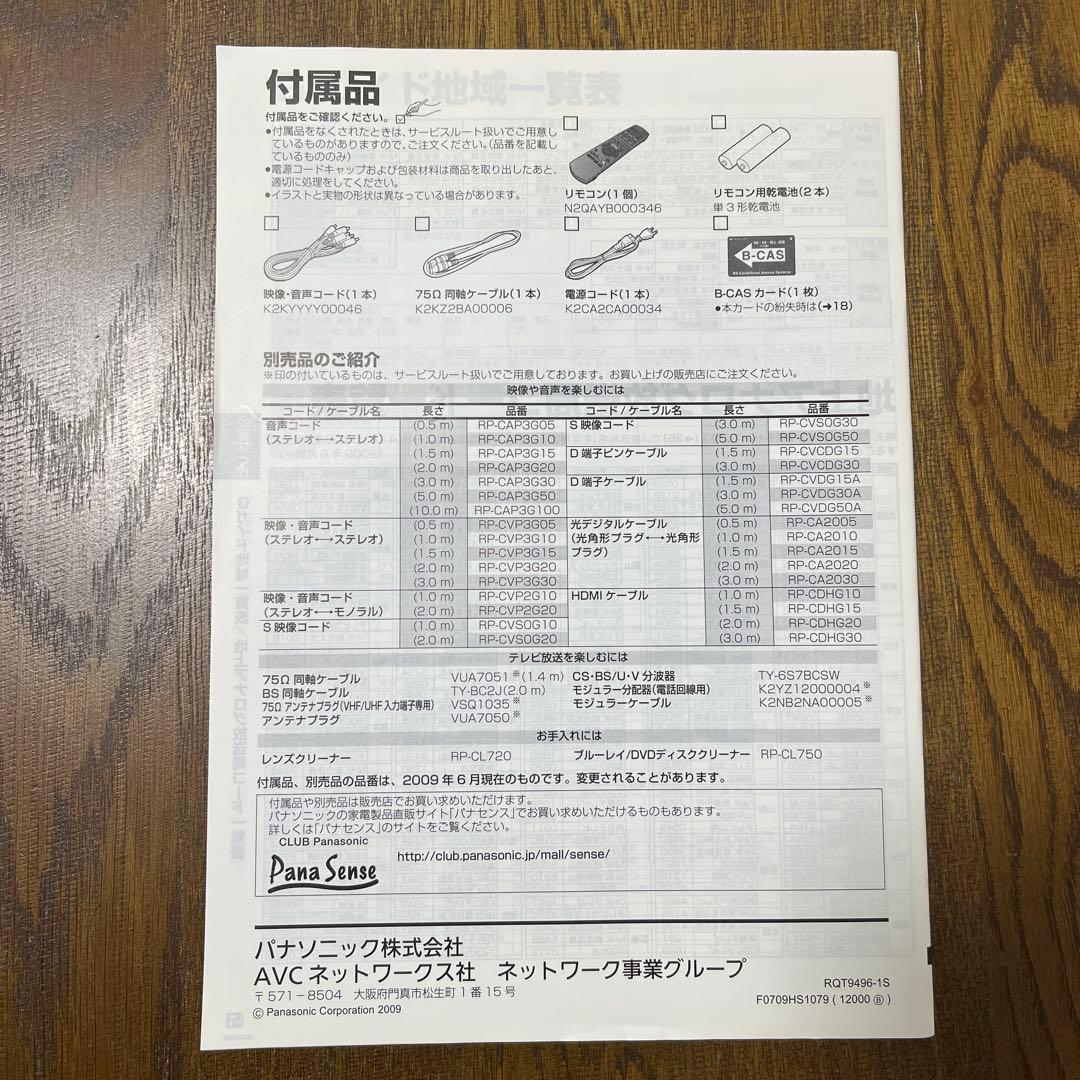 付属品
付属品をご確認ください。
●付属品をなくされたときは、サービスルート扱いでご用意し
ているものがありますので、ご注文ください。(品番を記載し
ているもののみ)
●電源コードキャップおよび包装材料は商品を取り出したあと、
適切に処理をしてください。
●イラストと実物の形状は異なっている場合があります。
リモコン(1個)
N2QAYB000346
リモコン用乾電池(2本)
単3形乾電池
映像・音声コード(1本)
K2KYYYY00046
75Ω 同軸ケーブル(1本)
K2KZ2BA00006
電源コード(1本)
K2CA2CA00034
B-CAS
B-CAS カード(1枚)
●本カードの紛失時は(➔18)
別売品のご紹介
※印の付いているものは、サービスルート扱いでご用意しております。お買い上げの販売店にご注文ください。
映像や音声を楽しむには
コード/ケーブル名 長さ 品番 コード/ケーブル名 長さ 品番
音声コード (0.5 m) RP-CAP3G05 S映像コード (3.0 m) RP-CVS0G30
(ステレオ←→ステレオ) (1.0 m) RP-CAP3G10 (5.0 m) RP-CVS0G50
(1.5 m) RP-CAP3G15 D端子ピンケーブル (1.5 m) RP-CVCDG15
(2.0 m) RP-CAP3G20 (3.0 m) RP-CVCDG30
(3.0 m) RP-CAP3G30 D端子ケーブル (1.5 m) RP-CVDG15A
(5.0 m) RP-CAP3G50 (3.0 m) RP-CVDG30A
(10.0 m) RP-CAP3G100 (5.0 m) RP-CVDG50A
映像・音声コード (0.5 m) RP-CVP3G05 光デジタルケーブル (0.5 m) RP-CA2005
(ステレオ←→ステレオ) (1.0 m) RP-CVP3G10 (光角形プラグ←→光角形 (1.0 m) RP-CA2010
(1.5 m) RP-CVP3G15 プラグ) (1.5 m) RP-CA2015
(2.0 m) RP-CVP3G20 (2.0 m) RP-CA2020
(3.0 m) RP-CVP3G30 (3.0 m) RP-CA2030
映像・音声コード (1.0 m) RP-CVP2G10 HDMIケーブル (1.0 m) RP-CDHG10
(ステレオ←→モノラル) (2.0 m) RP-CVP2G20 (1.5 m) RP-CDHG15
S映像コード (1.0 m) RP-CVS0G10 (2.0 m) RP-CDHG20
(2.0 m) RP-CVS0G20 (3.0 m) RP-CDHG30
テレビ放送を楽しむには
75Ω 同軸ケーブル VUA7051※(1.4 m) CS・BS/U・V 分波器 TY-6S7BCSW
BS 同軸ケーブル TY-BC2J(2.0 m) モジュラー分配器(電話回線用) K2YZ12000004※
75Ω アンテナプラグ(VHF/UHF入力端子専用) VSQ1035※ モジュラーケーブル K2NB2NA00005※
アンテナプラグ VUA7050※
お手入れには
レンズクリーナー RP-CL720 ブルーレイ/DVDディスククリーナー RP-CL750
付属品、別売品の品番は、2009年6月現在のものです。変更されることがあります。
付属品や別売品は販売店でお買い求めいただけます。
パナソニックの家電製品直販サイト「パナセンス」でお買い求めいただけるものもあります。
詳しくは「パナセンス」のサイトをご覧ください。
CLUB Panasonic
Pana Sense
http://club.panasonic.jp/mall/sense/
パナソニック株式会社
AVCネットワークス社 ネットワーク事業グループ
〒571-8504 大阪府門真市松生町1番15号
© Panasonic Corporation 2009
RQT9496-1S
F0709HS1079 ( 12000 Ⓑ )